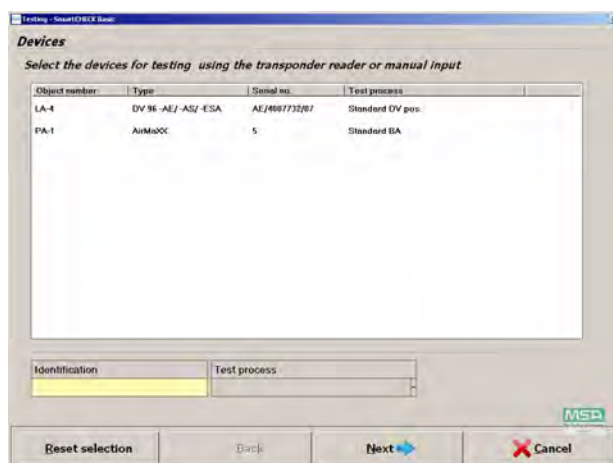 Testing - SmartCHECK Basic
Devices
Select the devices for testing using the transponder reader or manual input
Object number Type Serial no. Test process
LA-4 DV 96 -AE/ -AS/ -ESA AE/4007732/07 Standard DV pos.
PA-1 AirMaXX 5 Standard BA
Identification Test process
MSA
Reset selection Back Next Cancel